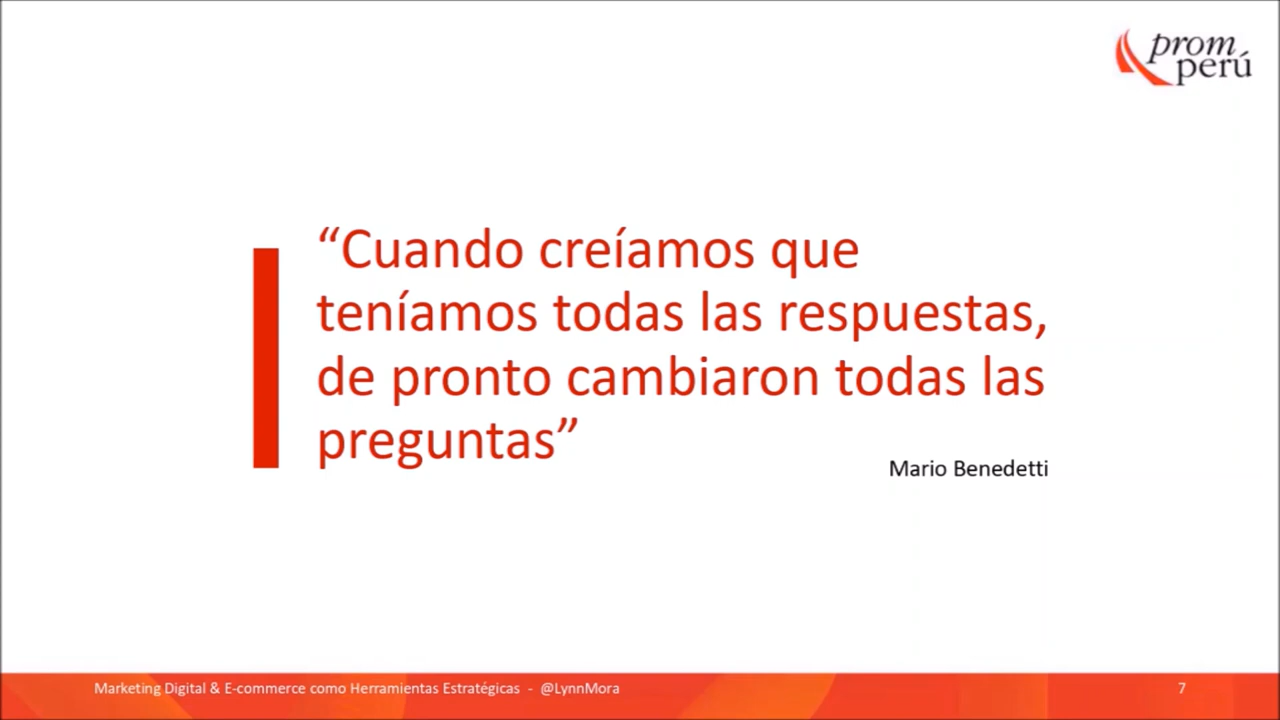 prom
perú
“Cuando creíamos que
teníamos todas las respuestas,
de pronto cambiaron todas las
preguntas”
Mario Benedetti
Marketing Digital & E-commerce como Herramientas Estratégicas - @LynnMora
7